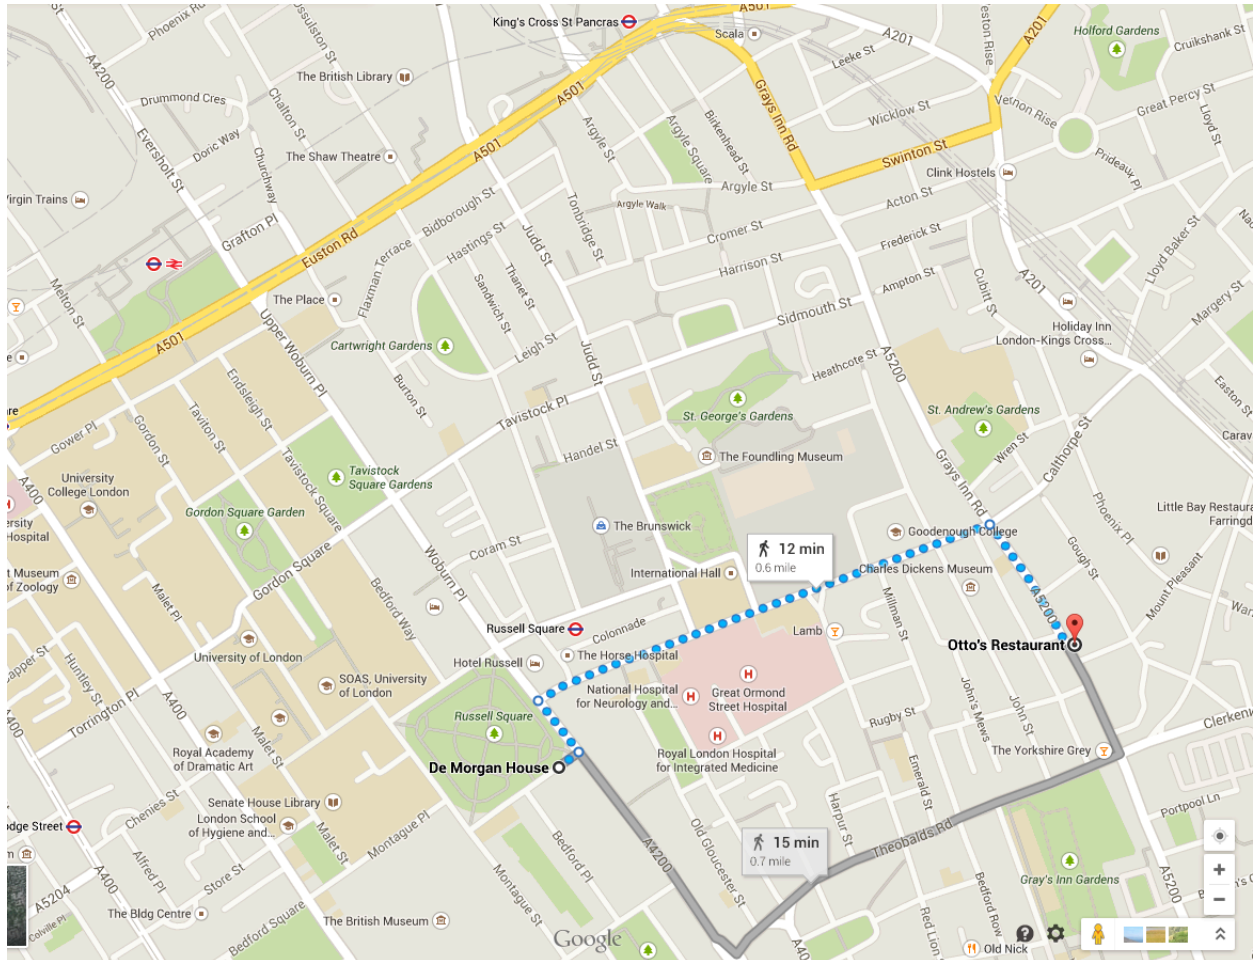 King's Cross St Pancras
A501
Phoenix Rd
Ossulston St
A4200
The British Library
Scala
Leeke St
A201
Weston Rise
A201
Holford Gardens
Cruikshank St
Drummond Cres
Chalton St
A501
Grays Inn Rd
Wicklow St
Vernon Rise
Great Percy St
Lloyd St
Doric Way
Eversholt St
Churchway
The Shaw Theatre
A501
Argyle St
Argyle Square
Birkenhead St
Swinton St
Prideaux Pl
Clink Hostels
Virgin Trains
Grafton Pl
Bidborough St
Tonbridge St
Argyle St
Argyle Walk
Acton St
Euston Rd
Flaxman Terrace
Hastings St
Judd St
Cromer St
Frederick St
Lloyd Baker St
Melton St
The Place
Sandwich St
Thanet St
Harrison St
Ampton St
Cubitt St
A201
Margery St
Upper Woburn Pl
Sidmouth St
Holiday Inn
London-Kings Cross...
A501
Cartwright Gardens
Leigh St
Judd St
A5200
Heathcote St
Endsleigh St
Burton St
Tavistock Pl
St. George's Gardens
St. Andrew's Gardens
Easton St
Gower Pl
Gordon St
Taviton St
Handel St
The Foundling Museum
Wren St
Calthorpe St
University
College London
Tavistock Square
Tavistock
Square Gardens
Grays Inn Rd
Phoenix Pl
A400
Gordon Square Garden
The Brunswick
Goodenough College
Little Bay Restaura
Farringd
Hospital
Coram St
12 min
0.6 mile
Gough St
t Museum
of Zoology
Malet Pl
Gordon Square
Woburn Pl
International Hall
Charles Dickens Museum
Mount Pleasant
Bedford Way
Russell Square
Colonnade
Lamb
Millman St
A5200
Otto's Restaurant
University of London
Hotel Russell
The Horse Hospital
Huntley St
Torrington Pl
SOAS, University
of London
National Hospital
for Neurology and...
Great Ormond
Street Hospital
John's Mews
John St
A400
Russell Square
Rugby St
Clerkenw
Royal Academy
of Dramatic Art
Malet St
De Morgan House
Royal London Hospital
for Integrated Medicine
The Yorkshire Grey
Chenies St
Senate House Library
London School
of Hygiene and...
Emerald St
Portpool Ln
dge Street
Montague Pl
Malet St
Bedford Pl
A4200
Old Gloucester St
15 min
0.7 mile
Harpur St
Theobalds Rd
Alfred Pl
Store St
A400
A5204
Colville Pl
The Bldg Centre
Bedford Square
The British Museum
Montague St
Google
A40
Red Lion
Bedford Row
Gray's Inn Gardens
A5200
Old Nick